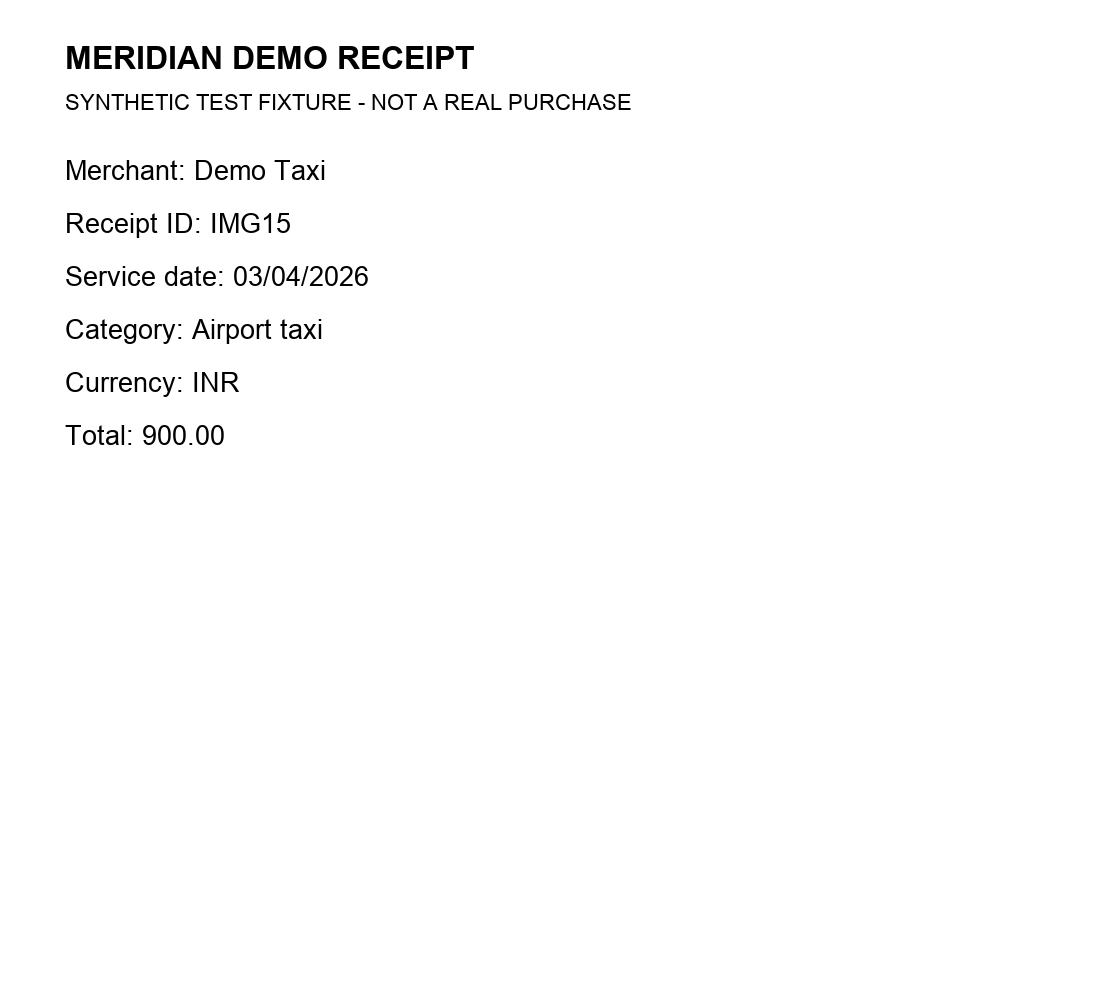 MERIDIAN DEMO RECEIPT
SYNTHETIC TEST FIXTURE - NOT A REAL PURCHASE
Merchant: Demo Taxi
Receipt ID: IMG15
Service date: 03/04/2026
Category: Airport taxi
Currency: INR
Total: 900.00